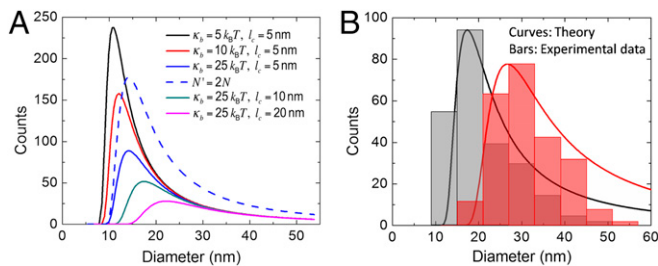 A
κb = 5 kBT, lc = 5 nm
κb = 10 kBT, lc = 5 nm
κb = 25 kBT, lc = 5 nm
N' = 2N
κb = 25 kBT, lc = 10 nm
κb = 25 kBT, lc = 20 nm
250
200
150
100
50
0
Counts
0 10 20 30 40 50
Diameter (nm)
B
Curves: Theory
Bars: Experimental data
100
80
60
40
20
0
Counts
0 10 20 30 40 50 60
Diameter (nm)